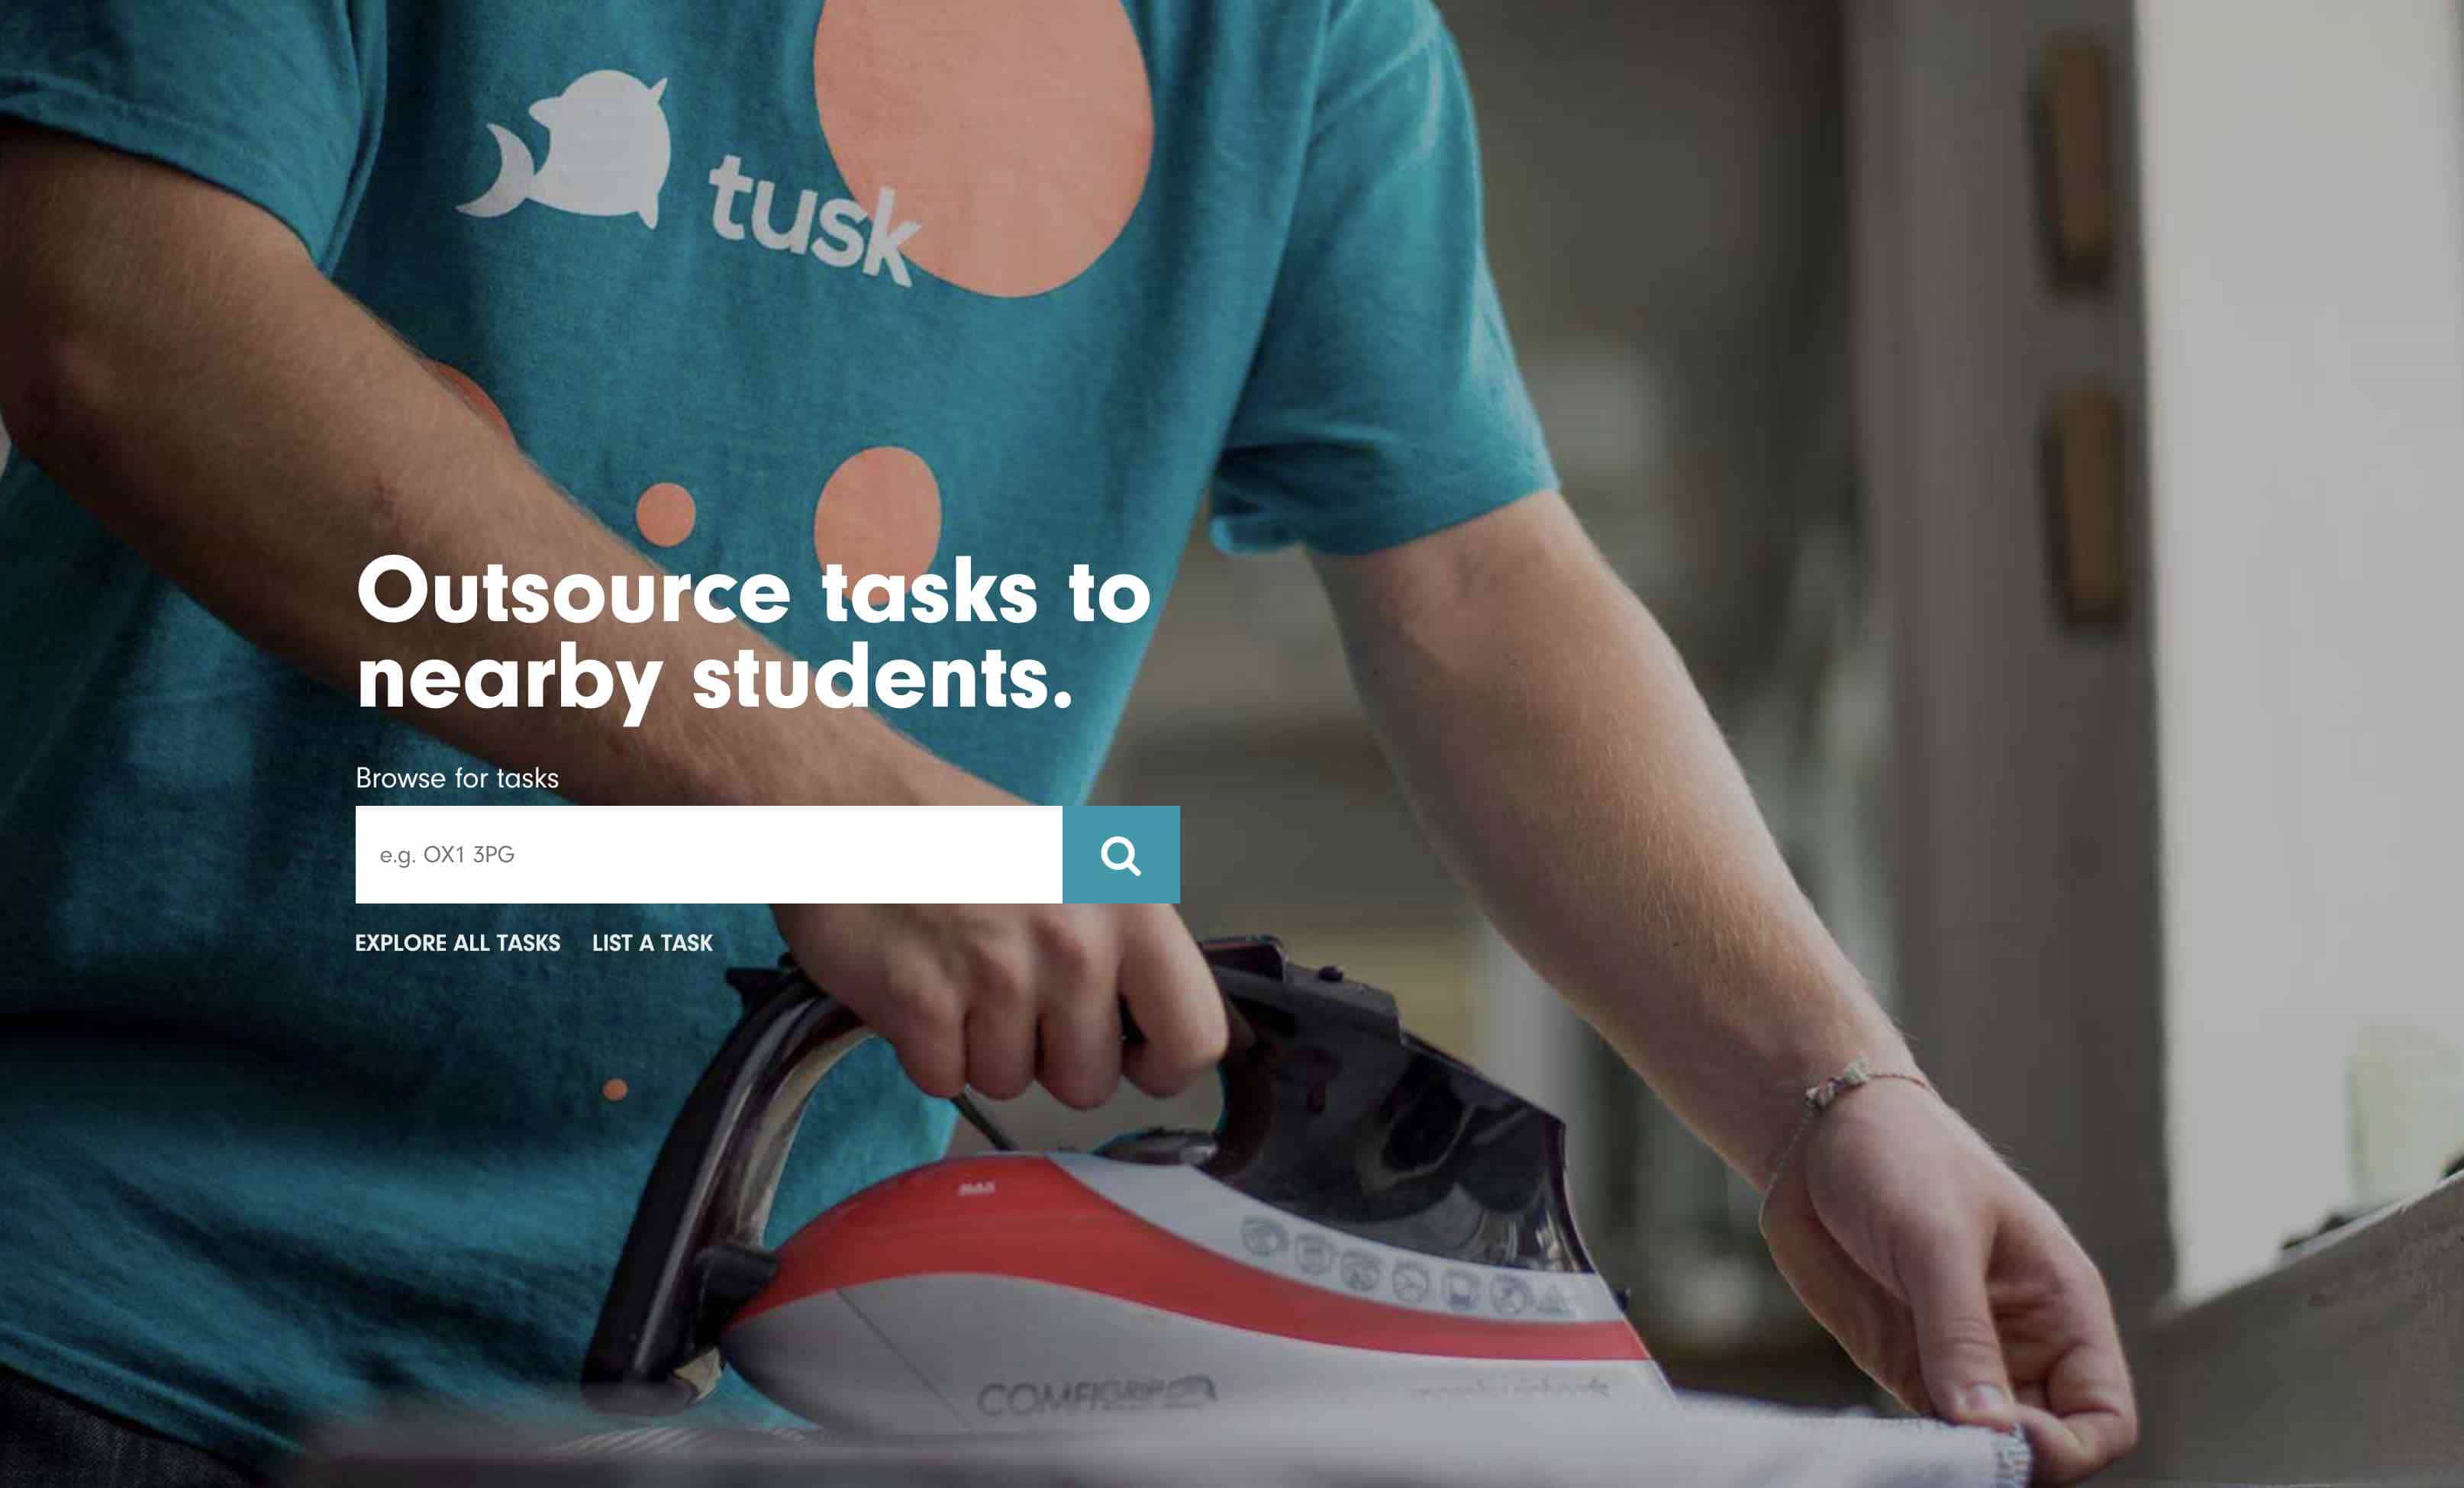 tusk
Outsource tasks to
nearby students.
Browse for tasks
e.g. OX1 3PG
EXPLORE ALL TASKS LIST A TASK
MAX
COMFIGRIP